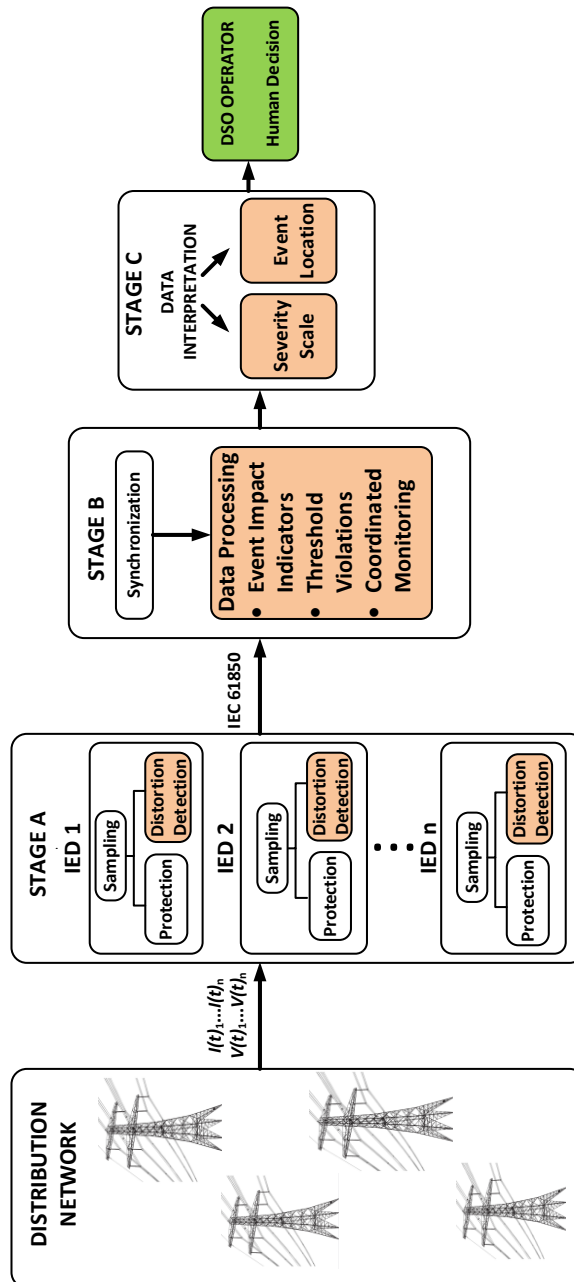 DISTRIBUTION
NETWORK
I(t)1...I(t)n
V(t)1...V(t)n
STAGE A
IED 1
Sampling
Protection
Distortion
Detection
IED 2
Sampling
Protection
Distortion
Detection
...
IED n
Sampling
Protection
Distortion
Detection
IEC 61850
STAGE B
Synchronization
Data Processing
• Event Impact
Indicators
• Threshold
Violations
• Coordinated
Monitoring
STAGE C
DATA
INTERPRETATION
Severity
Scale
Event
Location
DSO OPERATOR
Human Decision